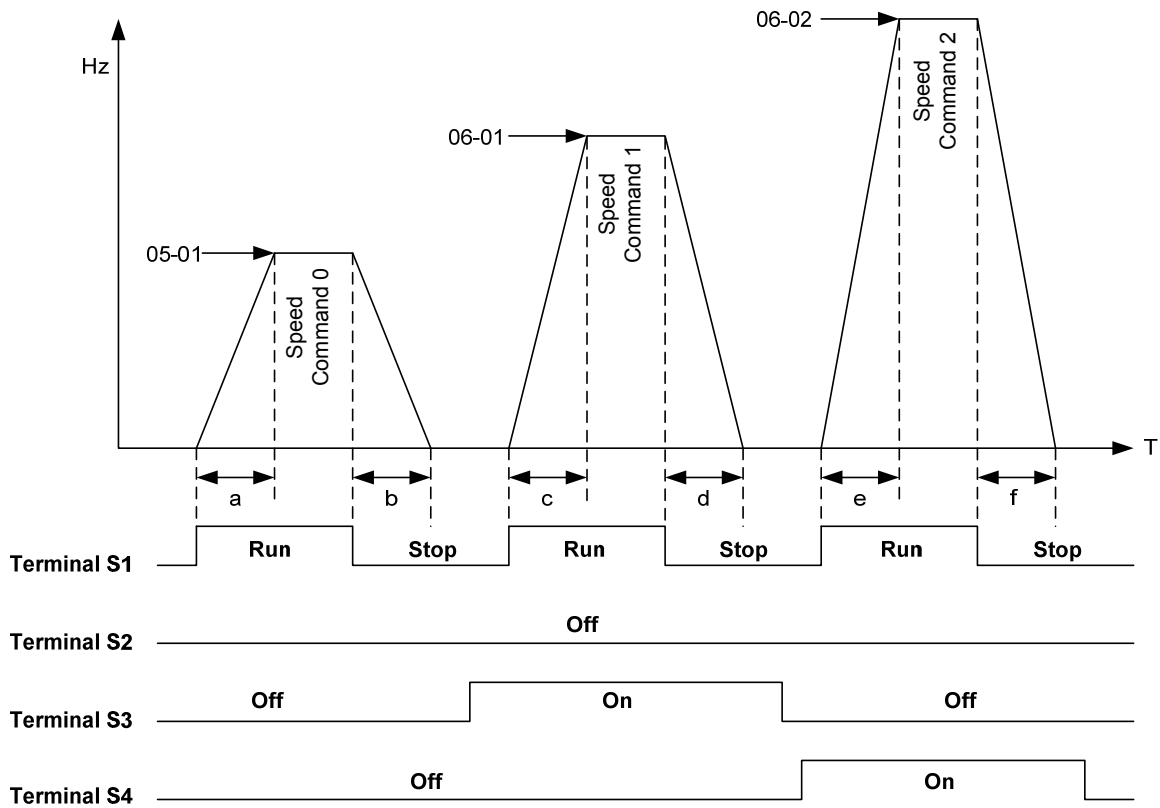 06-02
Hz
Speed
Command 2
06-01
Speed
Command 1
05-01
Speed
Command 0
T
a
b
c
d
e
f
Terminal S1
Run
Stop
Run
Stop
Run
Stop
Terminal S2
Off
Terminal S3
Off
On
Off
Terminal S4
Off
On